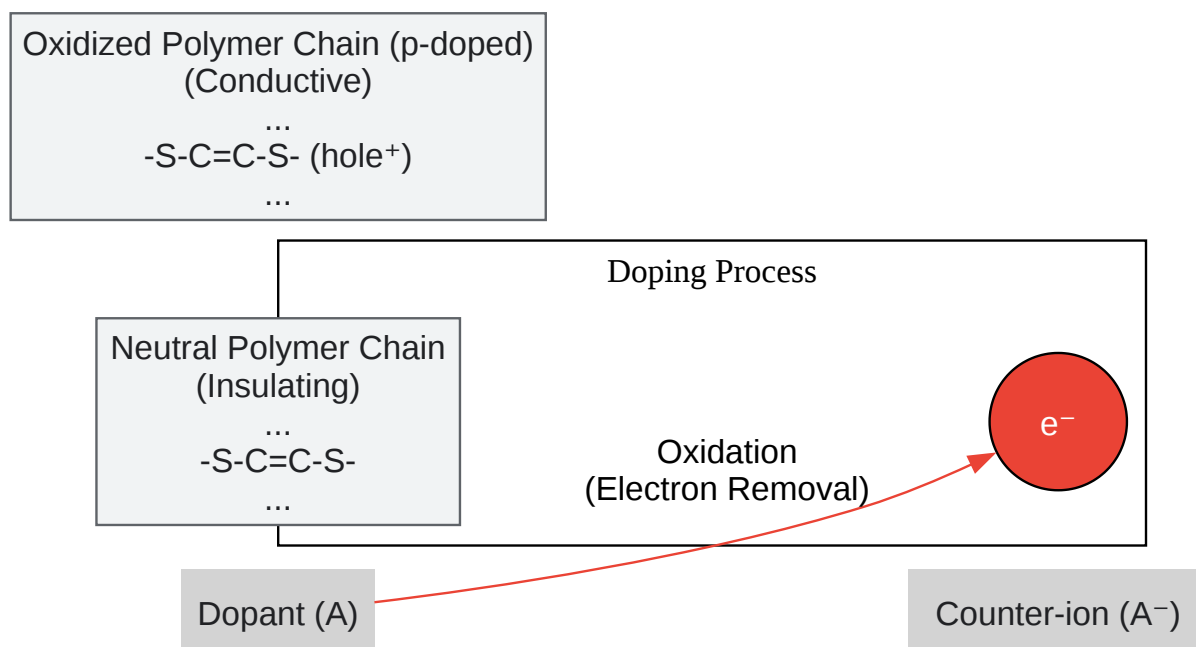 Oxidized Polymer Chain (p-doped)
(Conductive)
...
-S-C=C-S- (hole⁺)
...
Doping Process
Neutral Polymer Chain
(Insulating)
...
-S-C=C-S-
...
Oxidation
(Electron Removal)
e⁻
Dopant (A)
Counter-ion (A⁻)